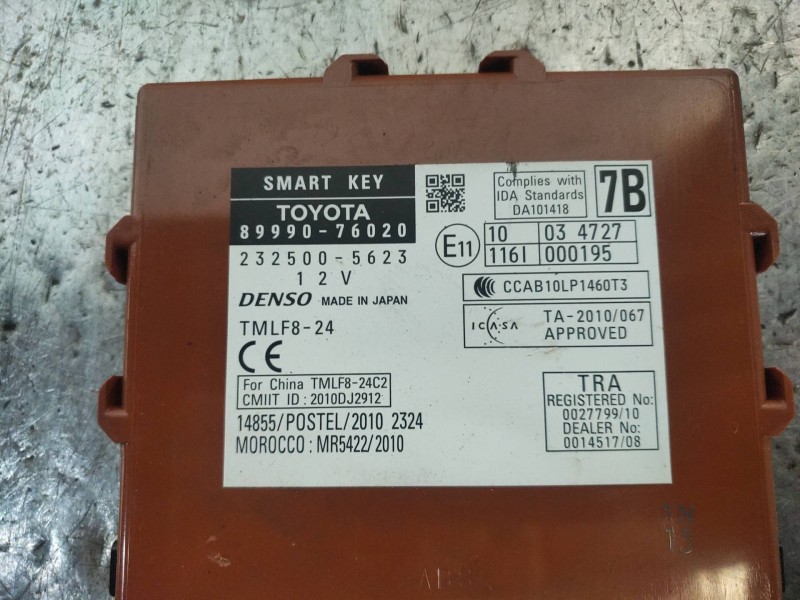 SMART KEY
TOYOTA
89990-76020
232500-5623
12V
DENSO MADE IN JAPAN
TMLF8-24
CE
For China TMLF8-24C2
CMIIT ID : 2010DJ2912
14855/POSTEL/2010 2324
MOROCCO : MR5422/2010
Complies with
IDA Standards
DA101418
7B
E11
10 03 4727
116I 000195
CCAB10LP1460T3
ICASA TA-2010/067
APPROVED
TRA
REGISTERED No:
0027799/10
DEALER No:
0014517/08